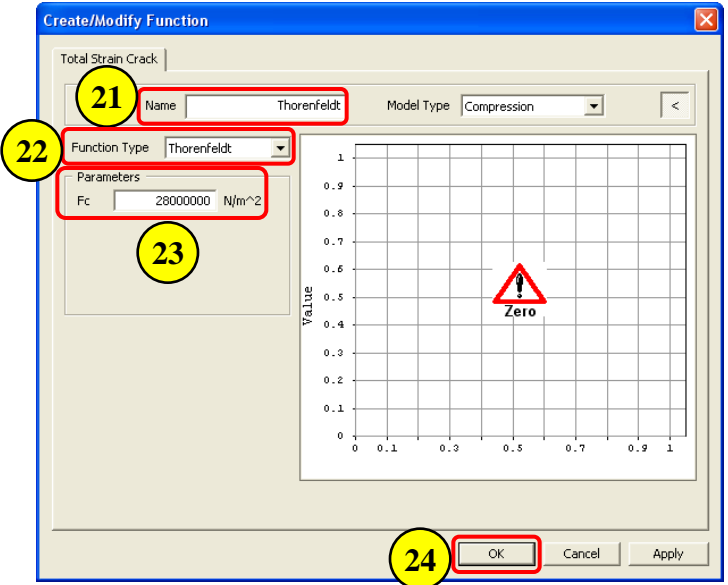 Create/Modify Function
Total Strain Crack
21
Name Thorenfeldt Model Type Compression <
22
Function Type Thorenfeldt
Parameters
Fc 28000000 N/m^2
23
1
0.9
0.8
0.7
0.6
0.5
0.4
0.3
0.2
0.1
0
Value
Zero
0 0.1 0.3 0.5 0.7 0.9 1
24
OK Cancel Apply